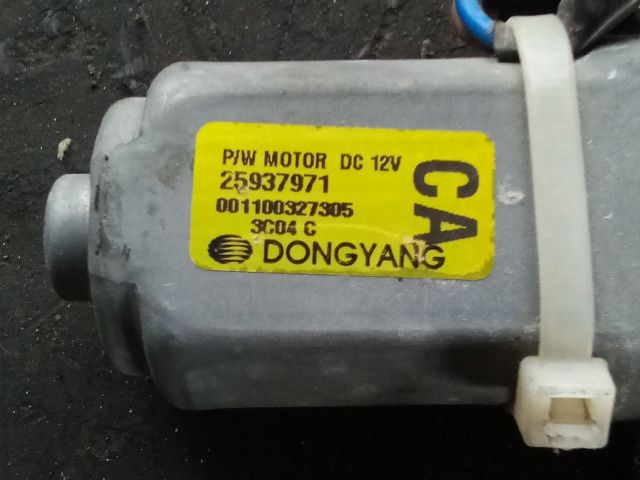 P/W MOTOR DC 12V
25937971
001100327305
3C04 C
DONGYANG
CA